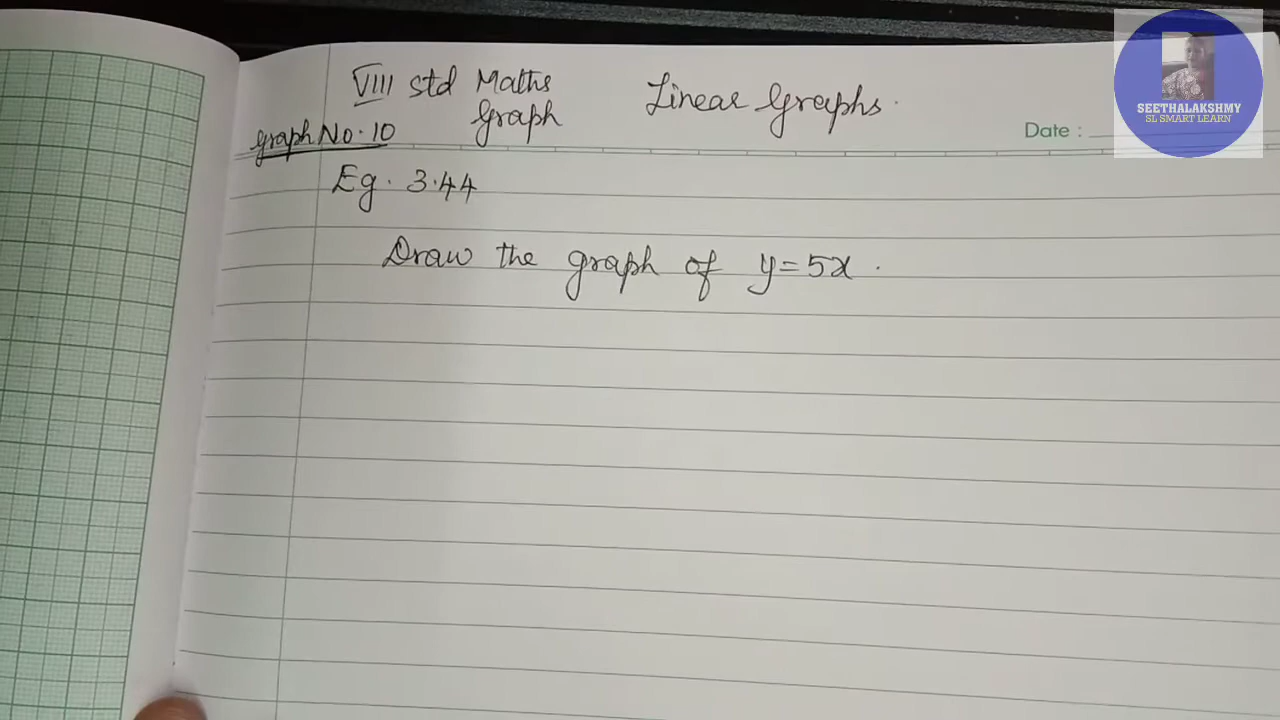 VIII std Maths Linear Graphs.
Graph
Graph No. 10
Date :
SEETHALAKSHMY
SL SMART LEARN
Eg. 3.44
Draw the graph of y=5x.